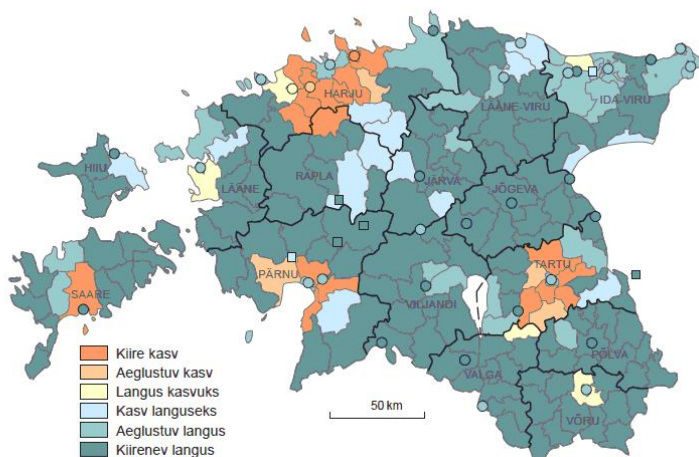 HARJU
LÄÄNE-VIRU
IDA-VIRU
HIIU
LÄÄNE
RAPLA
JÄRVA
JÕGEVA
SAARE
PÄRNU
VILJANDI
TARTU
PÕLVA
VALGA
VÕRU
Kiire kasv
Aeglustuv kasv
Langus kasvuks
Kasv languseks
Aeglustuv langus
Kiirenev langus
50 km